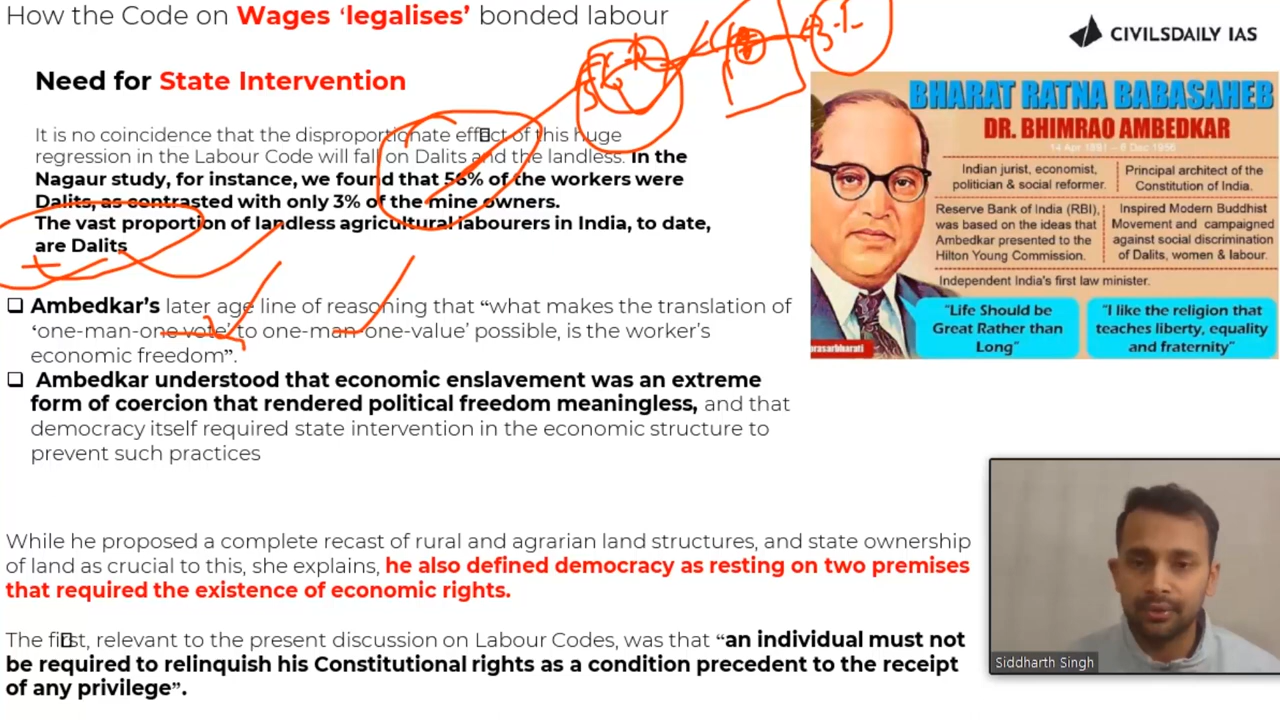 How the Code on Wages ‘legalises’ bonded labour
CIVILSDAILY IAS
Need for State Intervention
It is no coincidence that the disproportionate effect of this huge
regression in the Labour Code will fall on Dalits and the landless. In the
Nagaur study, for instance, we found that 56% of the workers were
Dalits, as contrasted with only 3% of the mine owners.
The vast proportion of landless agricultural labourers in India, to date,
are Dalits
❑ Ambedkar’s later age line of reasoning that “what makes the translation of
‘one-man-one vote’ to one-man-one-value’ possible, is the worker’s
economic freedom”.
❑ Ambedkar understood that economic enslavement was an extreme
form of coercion that rendered political freedom meaningless, and that
democracy itself required state intervention in the economic structure to
prevent such practices
While he proposed a complete recast of rural and agrarian land structures, and state ownership
of land as crucial to this, she explains, he also defined democracy as resting on two premises
that required the existence of economic rights.
The first, relevant to the present discussion on Labour Codes, was that “an individual must not
be required to relinquish his Constitutional rights as a condition precedent to the receipt
of any privilege”.
BHARAT RATNA BABASAHEB
DR. BHIMRAO AMBEDKAR
14 Apr 1891 – 6 Dec 1956
Indian jurist, economist,
politician & social reformer.
Principal architect of the
Constitution of India.
Reserve Bank of India (RBI),
was based on the ideas that
Ambedkar presented to the
Hilton Young Commission.
Inspired Modern Buddhist
Movement and campaigned
against social discrimination
of Dalits, women & labour.
Independent India's first law minister.
"Life Should be
Great Rather than
Long"
"I like the religion that
teaches liberty, equality
and fraternity"
prasarbharati
Siddharth Singh